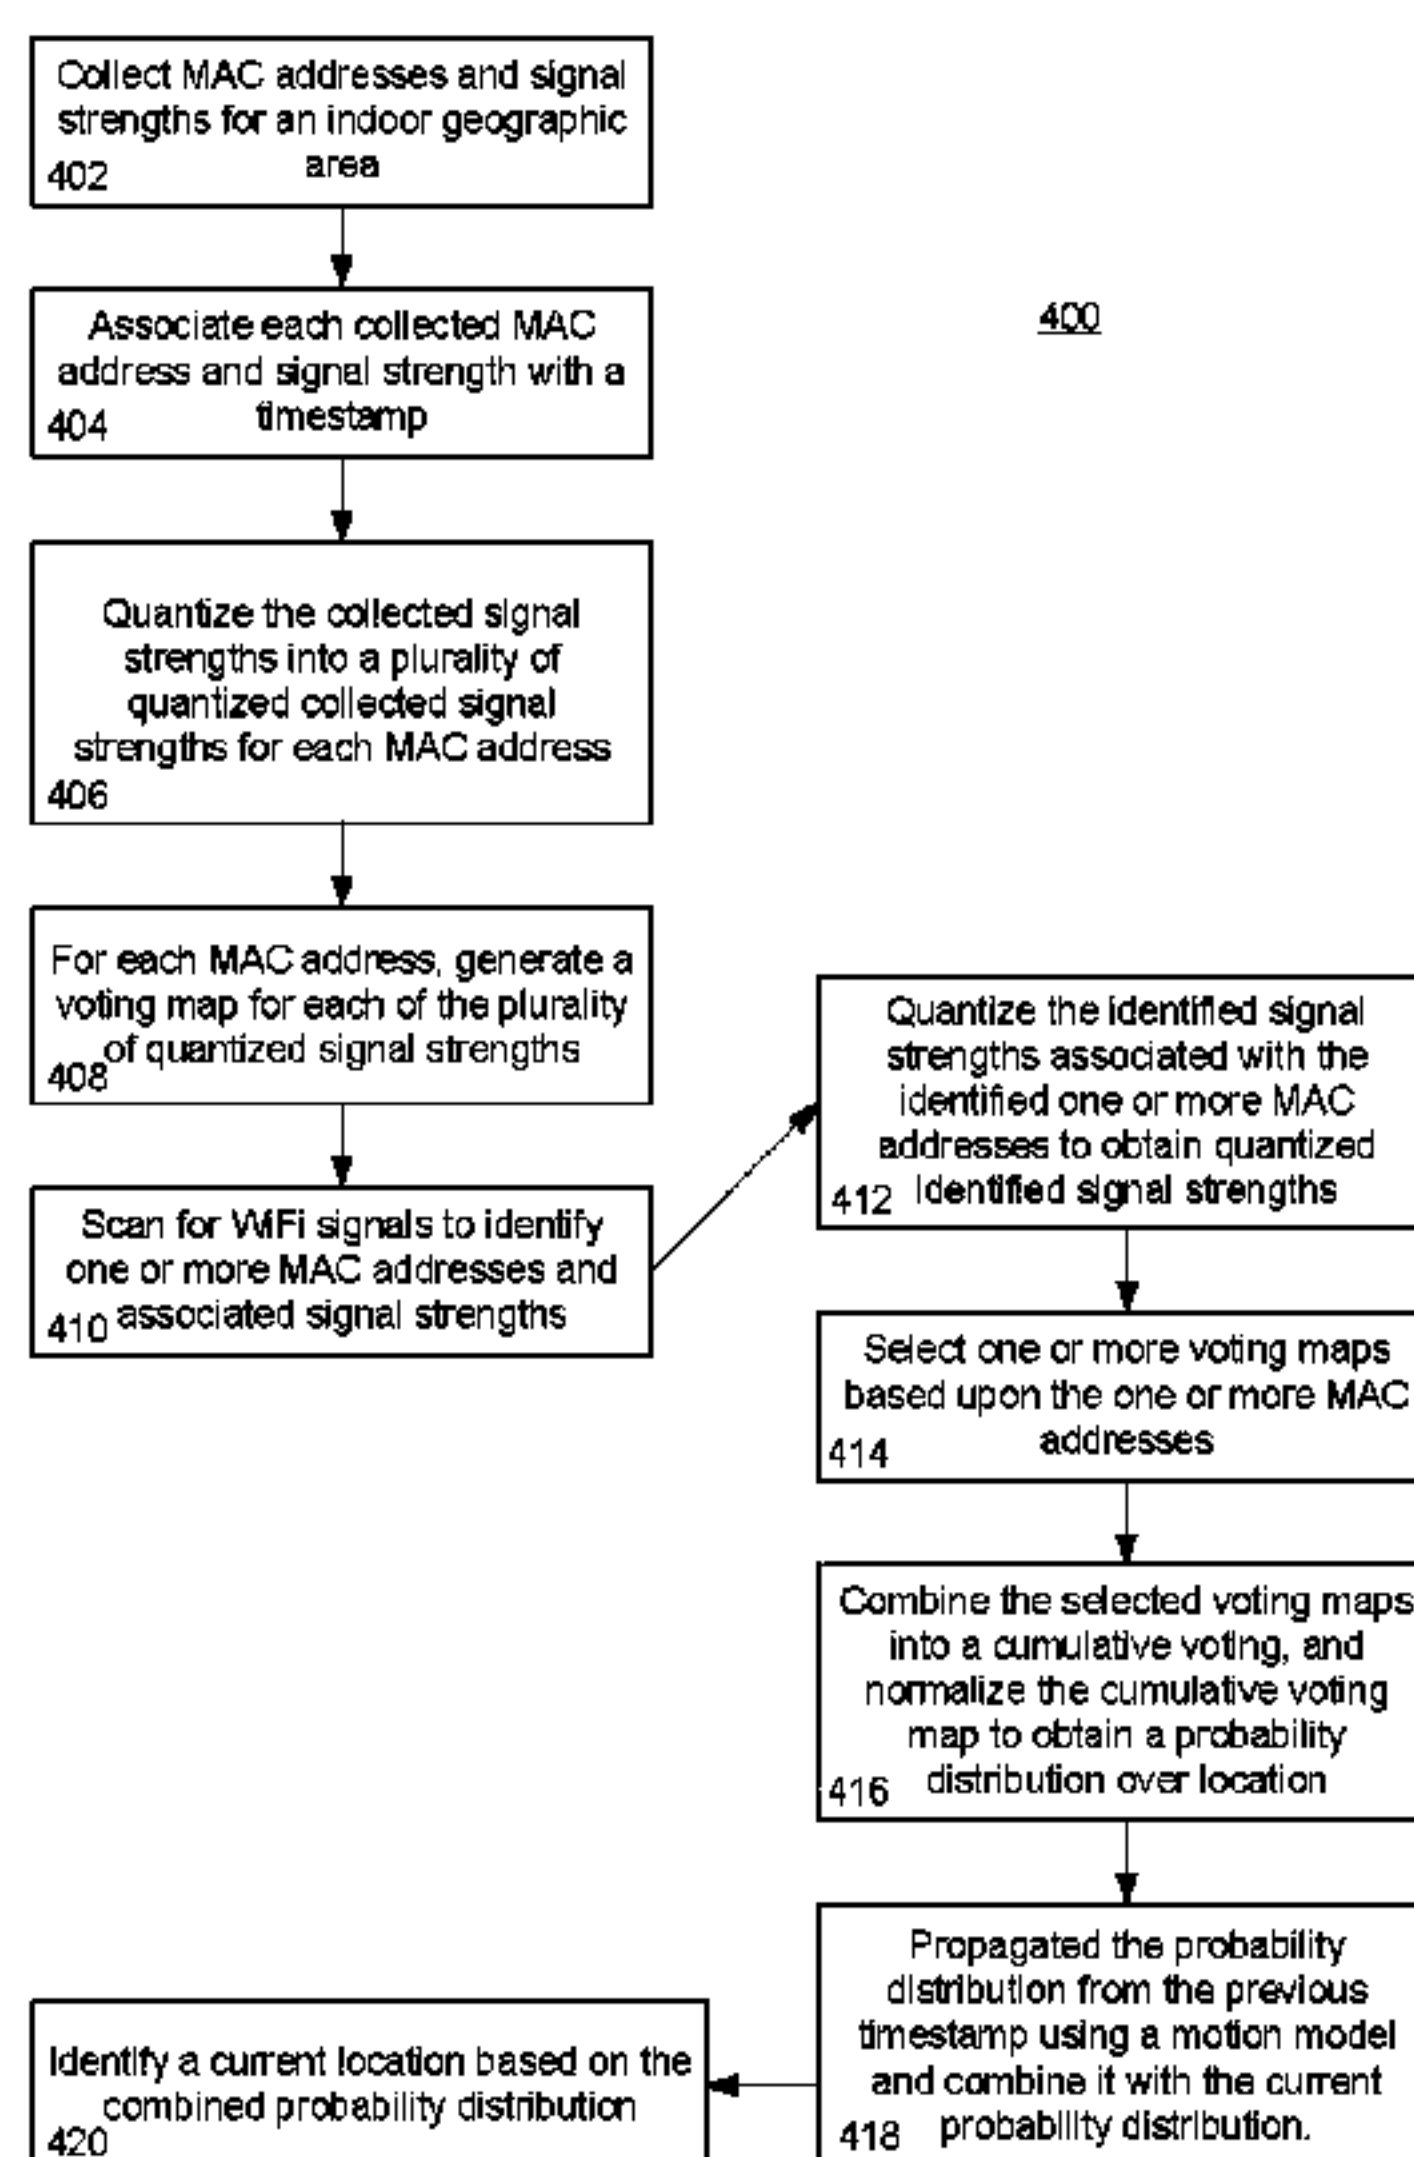 Collect MAC addresses and signal
strengths for an indoor geographic
area
402
400
Associate each collected MAC
address and signal strength with a
timestamp
404
Quantize the collected signal
strengths into a plurality of
quantized collected signal
strengths for each MAC address
406
For each MAC address, generate a
voting map for each of the plurality
of quantized signal strengths
408
Scan for WiFi signals to identify
one or more MAC addresses and
associated signal strengths
410
Quantize the identified signal
strengths associated with the
identified one or more MAC
addresses to obtain quantized
identified signal strengths
412
Select one or more voting maps
based upon the one or more MAC
addresses
414
Combine the selected voting maps
into a cumulative voting, and
normalize the cumulative voting
map to obtain a probability
distribution over location
416
Propagated the probability
distribution from the previous
timestamp using a motion model
and combine it with the current
probability distribution.
418
Identify a current location based on the
combined probability distribution
420